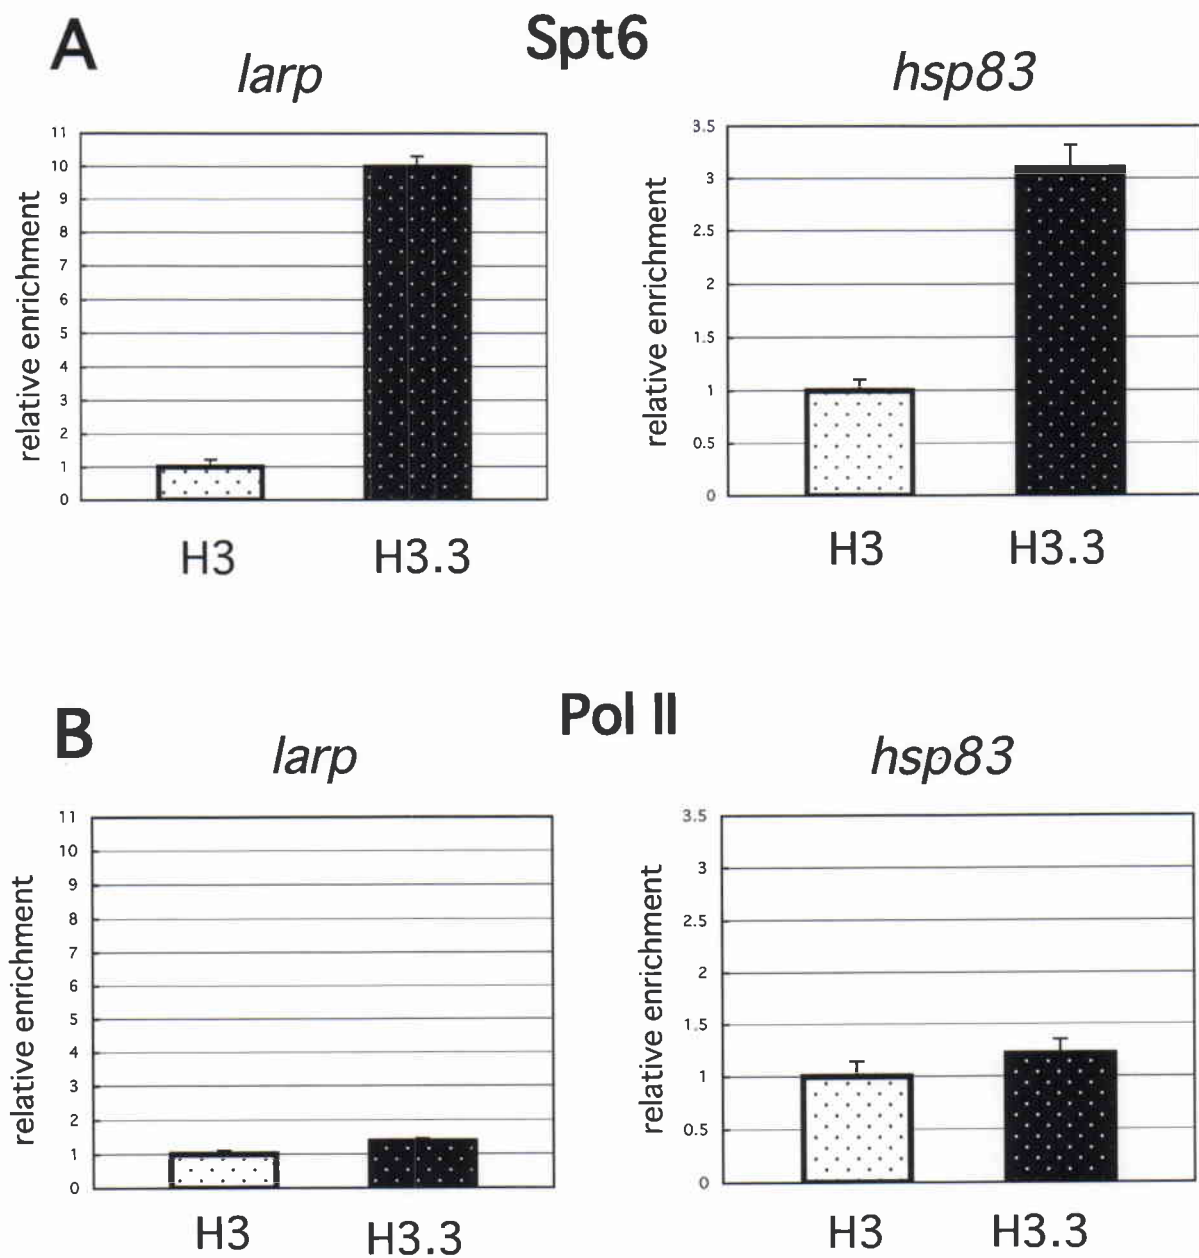 A
Spt6
larp
hsp83
relative enrichment
11
10
9
8
7
6
5
4
3
2
1
0
H3
H3.3
relative enrichment
3.5
3
2.5
2
1.5
1
0.5
0
H3
H3.3
B
Pol II
larp
hsp83
relative enrichment
11
10
9
8
7
6
5
4
3
2
1
0
H3
H3.3
relative enrichment
3.5
3
2.5
2
1.5
1
0.5
0
H3
H3.3